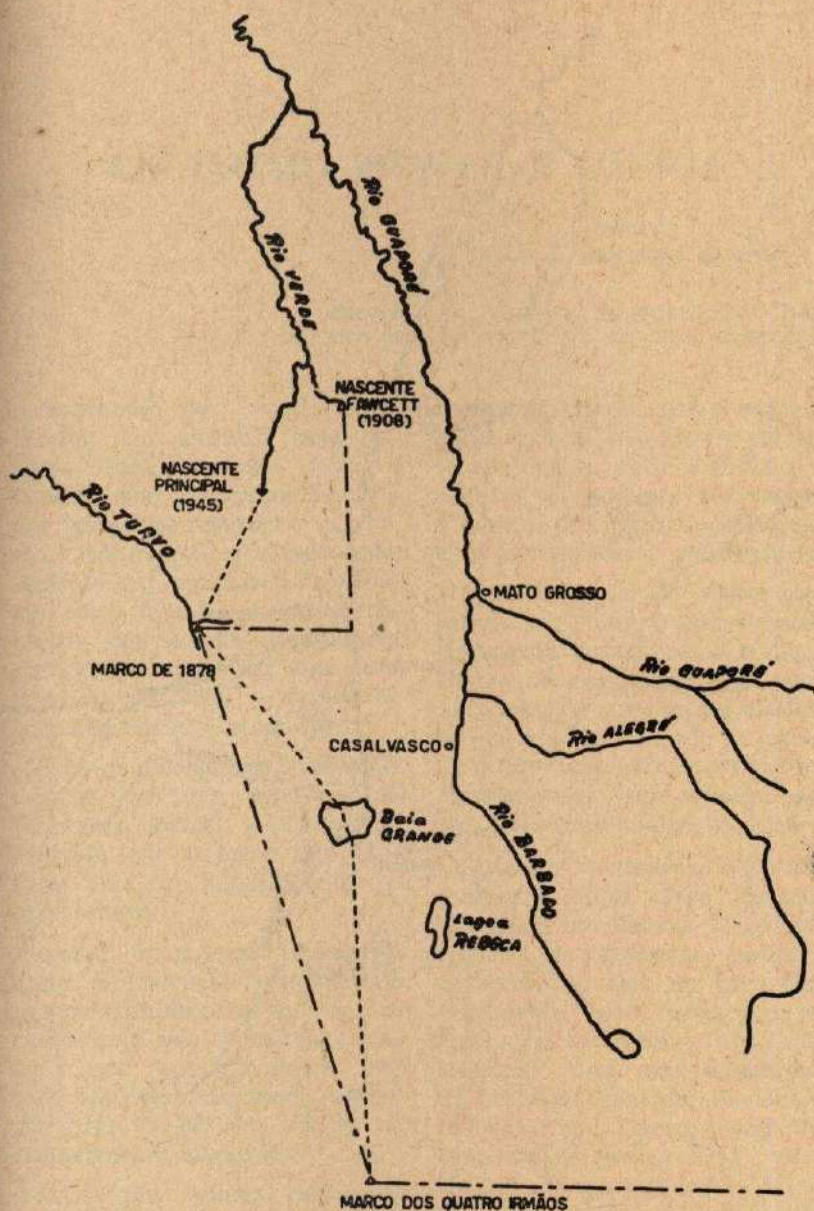 Rio GUAPORÉ
Rio VERDE
NASCENTE
FAWCETT
(1908)
NASCENTE
PRINCIPAL
(1945)
Rio TURVO
MATO GROSSO
MARCO DE 1878
Rio GUAPORÉ
CASALVASCO
Rio ALEGRE
Baia
GRANDE
Rio BARBADO
Lagoa
REBECA
MARCO DOS QUATRO IRMÃOS